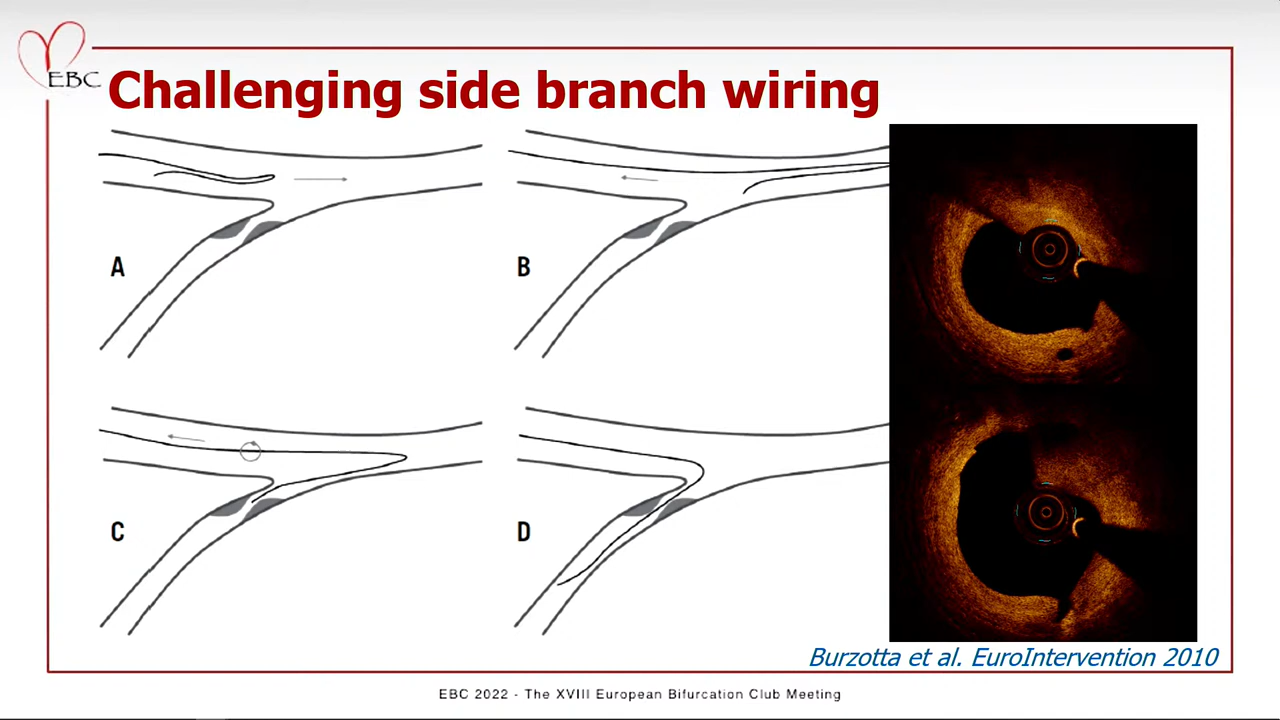 EBC
Challenging side branch wiring
A
B
C
D
Burzotta et al. EuroIntervention 2010
EBC 2022 - The XVIII European Bifurcation Club Meeting